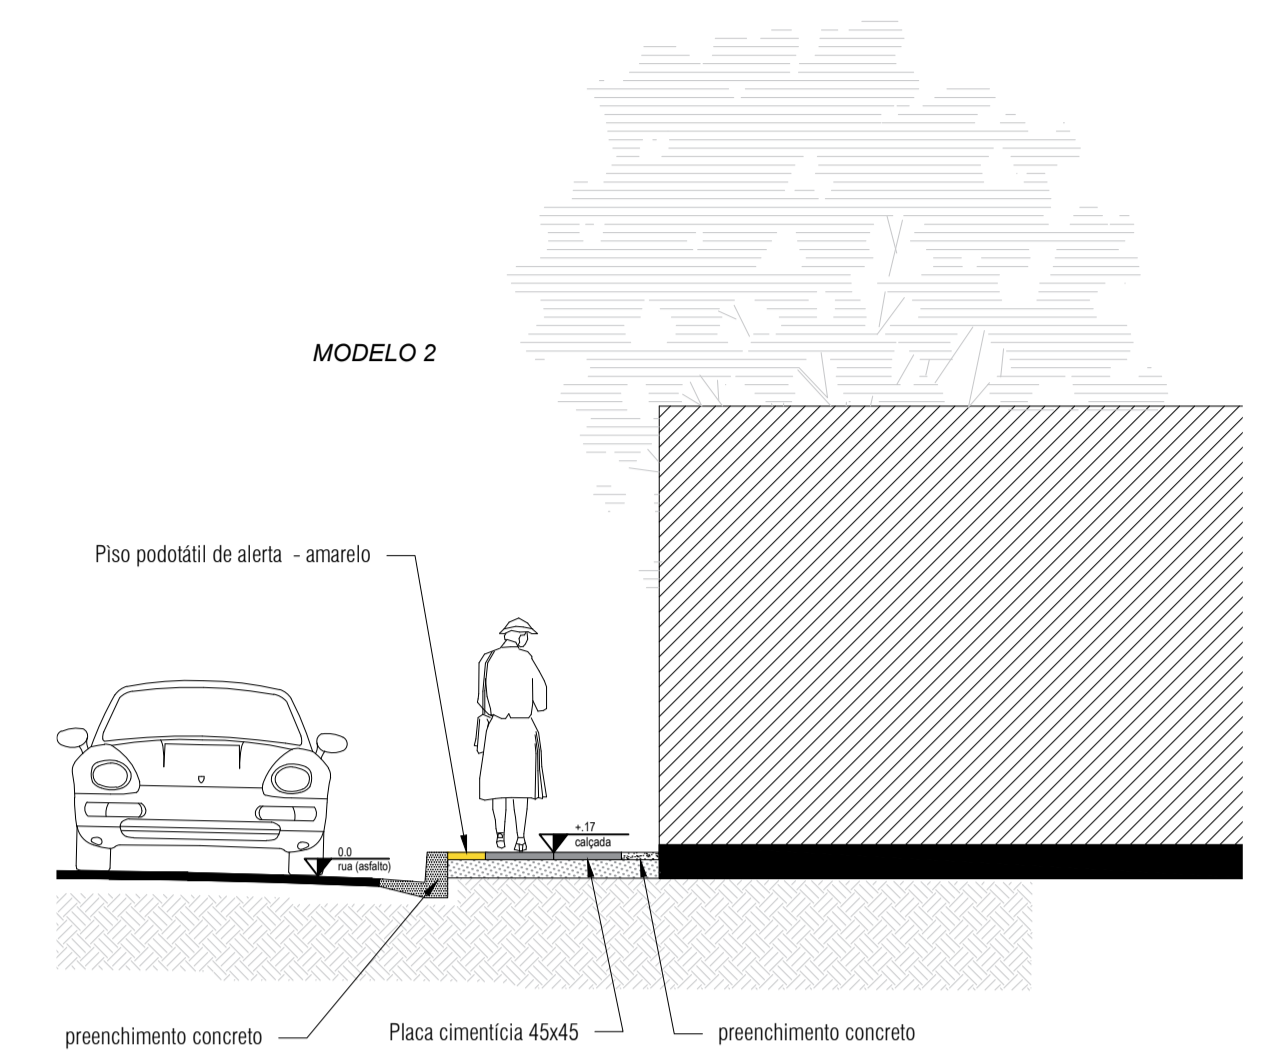 MODELO 2
Piso podotátil de alerta - amarelo
+.17
calçada
0.0
rua (asfalto)
preenchimento concreto
Placa cimentícia 45x45
preenchimento concreto